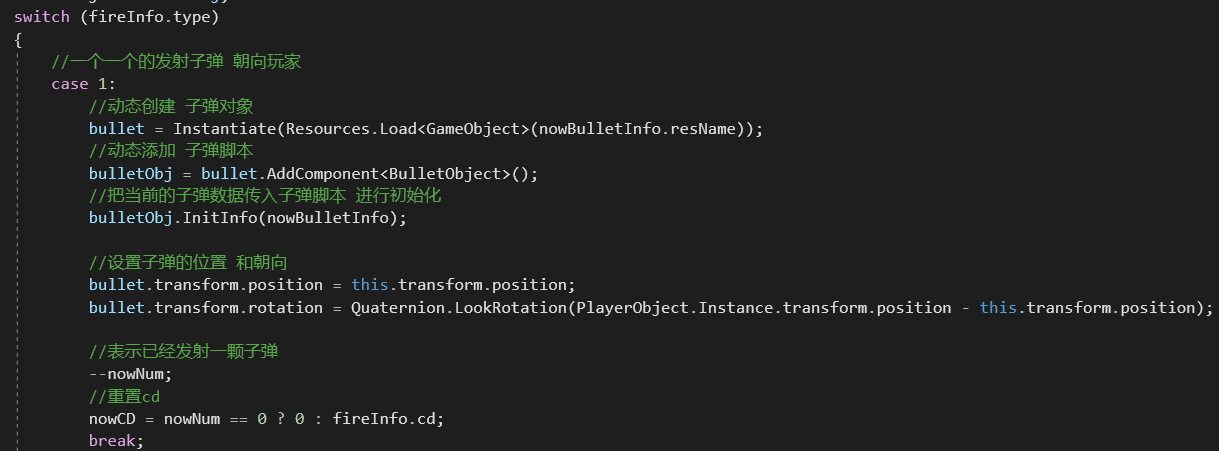 switch (fireInfo.type)
{
//一个一个的发射子弹 朝向玩家
case 1:
//动态创建 子弹对象
bullet = Instantiate(Resources.Load<GameObject>(nowBulletInfo.resName));
//动态添加 子弹脚本
bulletObj = bullet.AddComponent<BulletObject>();
//把当前的子弹数据传入子弹脚本 进行初始化
bulletObj.InitInfo(nowBulletInfo);
//设置子弹的位置 和朝向
bullet.transform.position = this.transform.position;
bullet.transform.rotation = Quaternion.LookRotation(PlayerObject.Instance.transform.position - this.transform.position);
//表示已经发射一颗子弹
--nowNum;
//重置cd
nowCD = nowNum == 0 ? 0 : fireInfo.cd;
break;